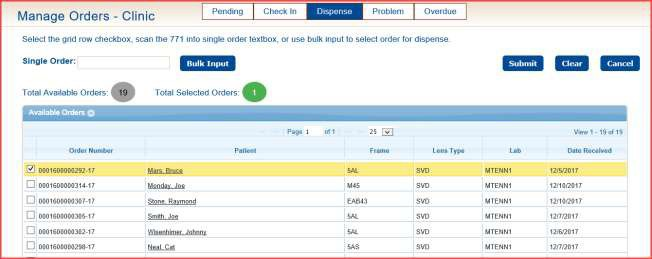 Manage Orders - Clinic
Pending Check In Dispense Problem Overdue
Select the grid row checkbox, scan the 771 into single order textbox, or use bulk input to select order for dispense.
Single Order: Bulk Input Submit Clear Cancel
Total Available Orders: 19 Total Selected Orders: 1
Available Orders
Page 1 of 1 25 View 1 - 19 of 19
Order Number Patient Frame Lens Type Lab Date Received
0001600000292-17 Mars, Bruce 5AL SVD MTENN1 12/5/2017
0001600000314-17 Monday, Joe M45 SVD MTENN1 12/10/2017
0001600000307-17 Stone, Raymond EAB43 SVD MTENN1 12/10/2017
0001600000305-17 Smith, Joe 5AL SVD MTENN1 12/7/2017
0001600000302-17 Wisenhimer, Johnny 5AL SVD MTENN1 12/6/2017
0001600000298-17 Neal, Cat 5AS SVD MTENN1 12/7/2017